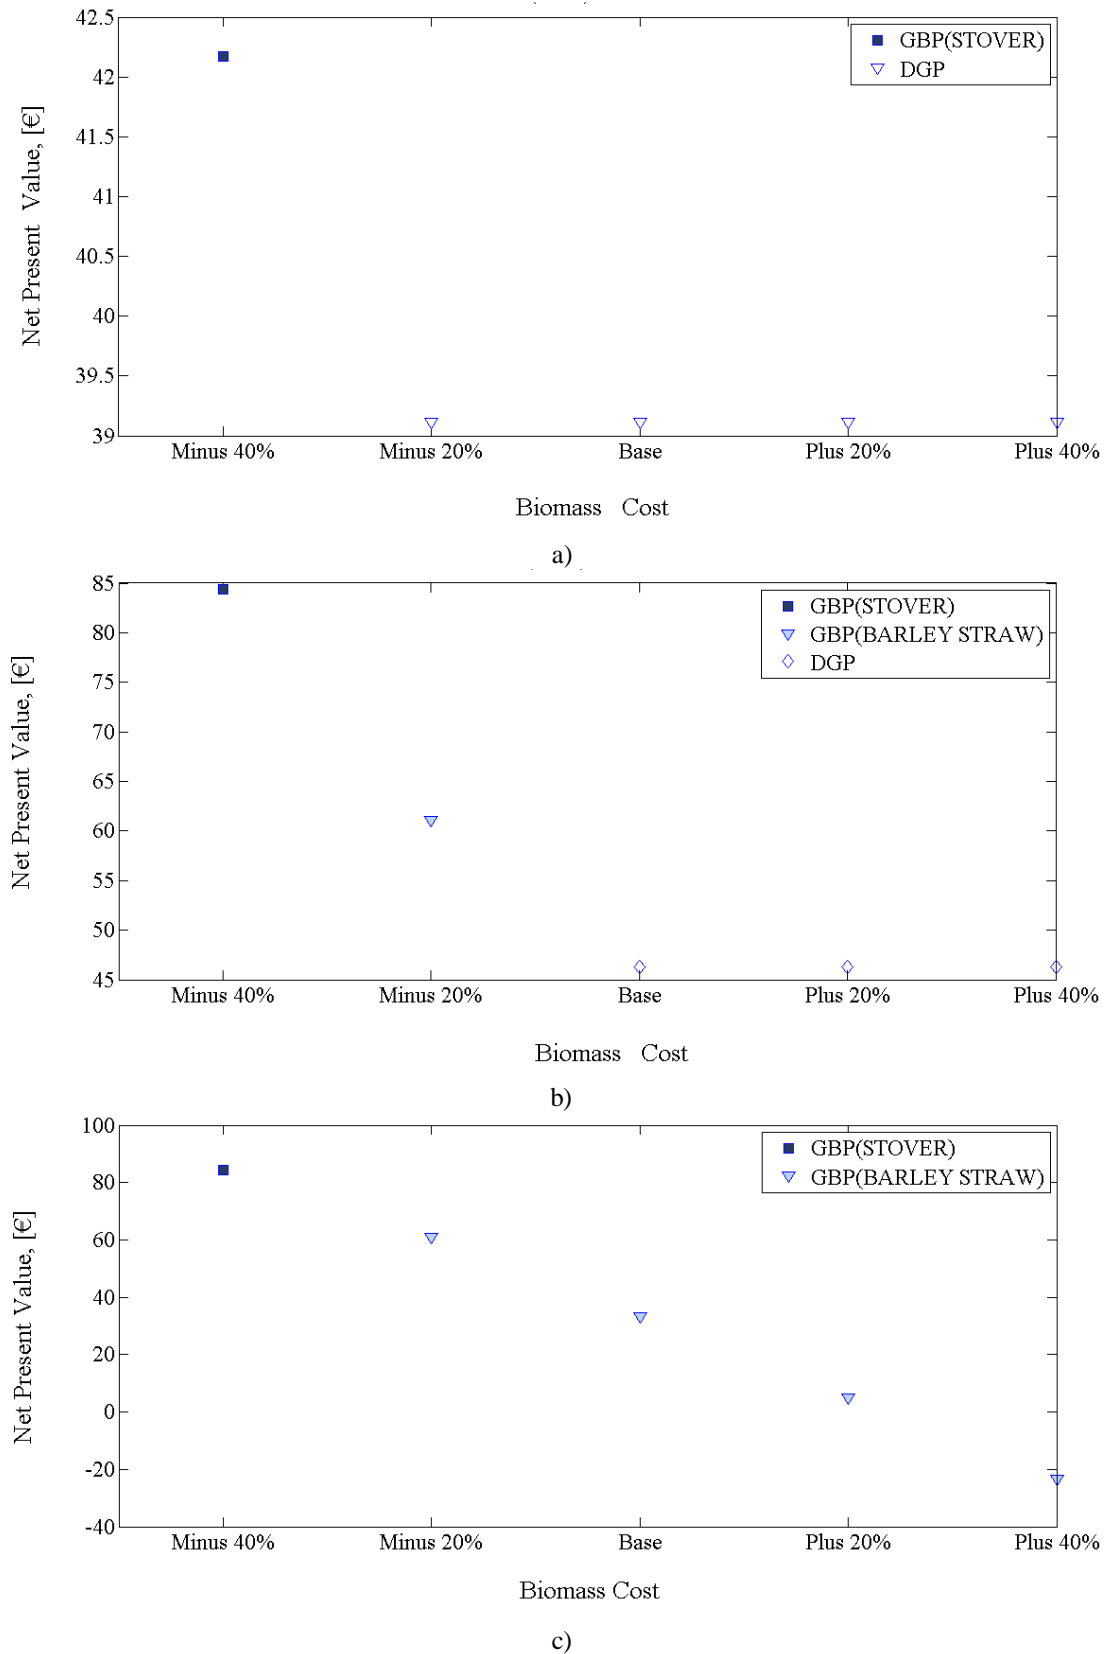 42.5
GBP(STOVER)
DGP
42
41.5
41
40.5
40
39.5
39
Net Present Value, [€]
Minus 40% Minus 20% Base Plus 20% Plus 40%
Biomass Cost
a)
85
GBP(STOVER)
GBP(BARLEY STRAW)
DGP
80
75
70
65
60
55
50
45
Net Present Value, [€]
Minus 40% Minus 20% Base Plus 20% Plus 40%
Biomass Cost
b)
100
GBP(STOVER)
GBP(BARLEY STRAW)
80
60
40
20
0
-20
-40
Net Present Value, [€]
Minus 40% Minus 20% Base Plus 20% Plus 40%
Biomass Cost
c)